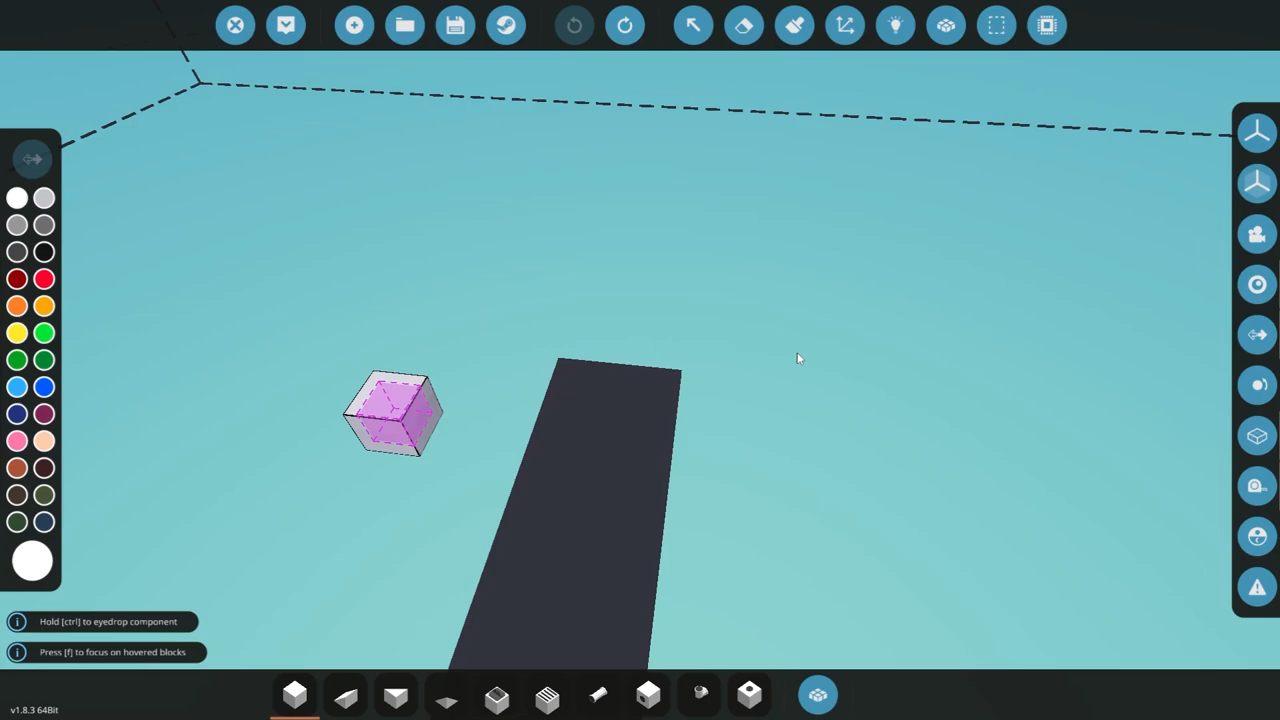 Hold [ctrl] to eyedrop component
Press [f] to focus on hovered blocks
v1.8.3 64Bit